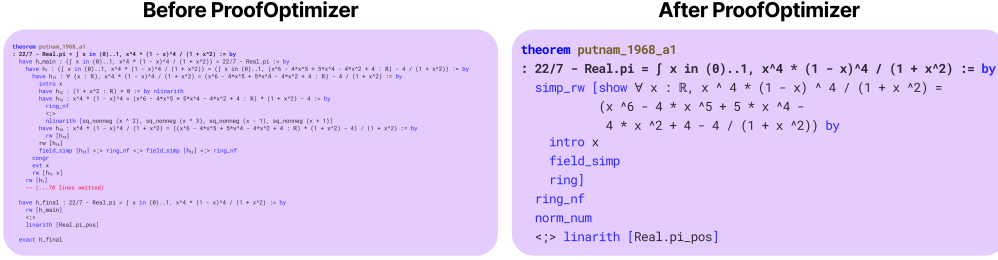 Before ProofOptimizer
theorem putnam_1968_a1
: 22/7 - Real.pi = ∫ x in (0)..1, x^4 * (1 - x)^4 / (1 + x^2) := by
have h_main : (∫ x in (0)..1, x^4 * (1 - x)^4 / (1 + x^2)) = 22/7 - Real.pi := by
have h₁ : (∫ x in (0)..1, x^4 * (1 - x)^4 / (1 + x^2)) = (∫ x in (0)..1, (x^6 - 4*x^5 + 5*x^4 - 4*x^2 + 4 : ℝ) - 4 / (1 + x^2)) := by
have h₁₁ : ∀ (x : ℝ), x^4 * (1 - x)^4 / (1 + x^2) = (x^6 - 4*x^5 + 5*x^4 - 4*x^2 + 4 : ℝ) - 4 / (1 + x^2) := by
intro x
have h₁₂ : (1 + x^2 : ℝ) ≠ 0 := by nlinarith
have h₁₃ : x^4 * (1 - x)^4 = (x^6 - 4*x^5 + 5*x^4 - 4*x^2 + 4 : ℝ) * (1 + x^2) - 4 := by
ring_nf
<;>
nlinarith [sq_nonneg (x ^ 2), sq_nonneg (x ^ 3), sq_nonneg (x - 1), sq_nonneg (x + 1)]
have h₁₄ : x^4 * (1 - x)^4 / (1 + x^2) = ((x^6 - 4*x^5 + 5*x^4 - 4*x^2 + 4 : ℝ) * (1 + x^2) - 4) / (1 + x^2) := by
rw [h₁₃]
rw [h₁₄]
field_simp [h₁₂] <;> ring_nf <;> field_simp [h₁₂] <;> ring_nf
congr
ext x
rw [h₁₁ x]
rw [h₁]
-- (...70 lines omitted)
have h_final : 22/7 - Real.pi = ∫ x in (0)..1, x^4 * (1 - x)^4 / (1 + x^2) := by
rw [h_main]
<;>
linarith [Real.pi_pos]
exact h_final
After ProofOptimizer
theorem putnam_1968_a1
: 22/7 - Real.pi = ∫ x in (0)..1, x^4 * (1 - x)^4 / (1 + x^2) := by
simp_rw [show ∀ x : ℝ, x ^ 4 * (1 - x) ^ 4 / (1 + x ^2) =
(x ^6 - 4 * x ^5 + 5 * x ^4 -
4 * x ^2 + 4 - 4 / (1 + x ^2)) by
intro x
field_simp
ring]
ring_nf
norm_num
<;> linarith [Real.pi_pos]